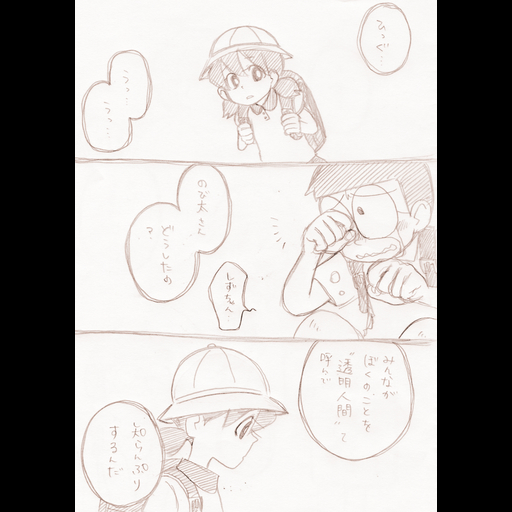 ひっぐ…
うっ…
うっ…
のび太さん
どうしたの
?
しずちゃん…
みんなが
ぼくのことを
"透明人間"て
呼んで
知らんぷり
するんだ